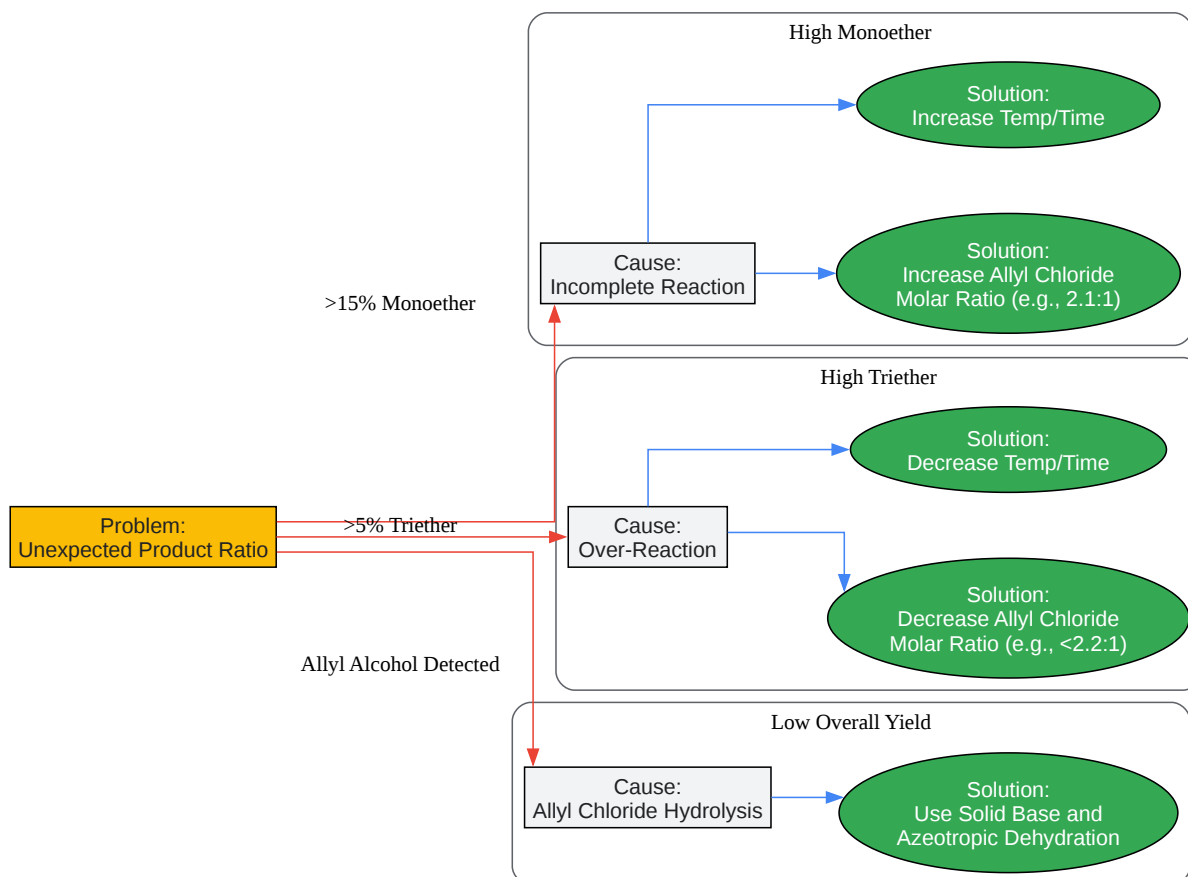 High Monoether
Solution:
Increase Temp/Time
Cause:
Incomplete Reaction
Solution:
Increase Allyl Chloride
Molar Ratio (e.g., 2.1:1)
>15% Monoether
High Triether
Solution:
Decrease Temp/Time
Problem:
Unexpected Product Ratio
>5% Triether
Cause:
Over-Reaction
Solution:
Decrease Allyl Chloride
Molar Ratio (e.g., <2.2:1)
Allyl Alcohol Detected
Low Overall Yield
Cause:
Allyl Chloride Hydrolysis
Solution:
Use Solid Base and
Azeotropic Dehydration